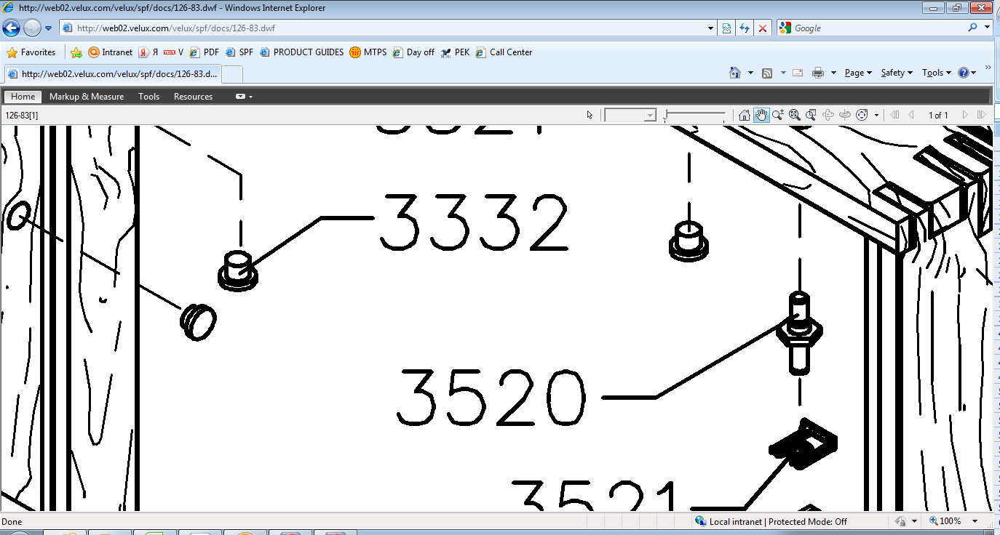 http://web02.velux.com/velux/spf/docs/126-83.dwf - Windows Internet Explorer
http://web02.velux.com/velux/spf/docs/126-83.dwf Google
Favorites Intranet Я Я VELUX V PDF SPF PRODUCT GUIDES MTPS Day off PEK Call Center
http://web02.velux.com/velux/spf/docs/126-83.d... Page Safety Tools
Home Markup & Measure Tools Resources
126-83[1] 1 of 1
3521
3332
3520
3521
Done Local intranet | Protected Mode: Off 100%